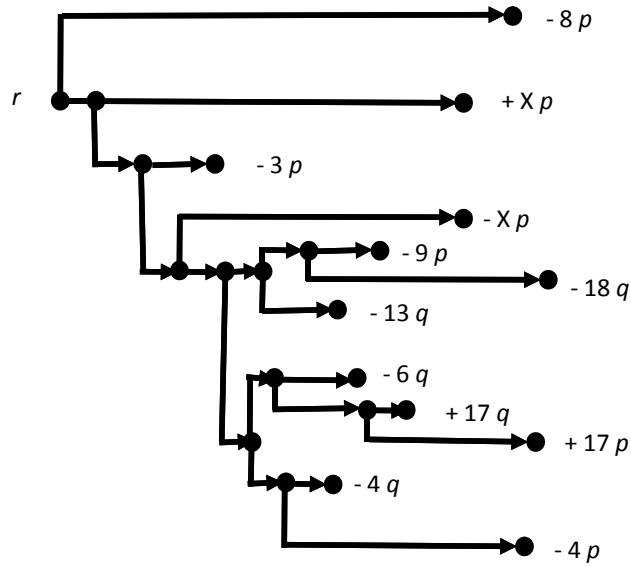 - 8 p
r
+ X p
- 3 p
- X p
- 9 p
- 18 q
- 13 q
- 6 q
+ 17 q
+ 17 p
- 4 q
- 4 p